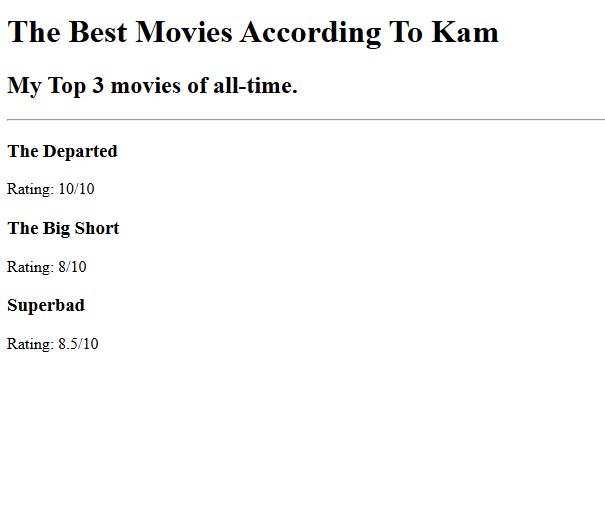 The Best Movies According To Kam
My Top 3 movies of all-time.
The Departed
Rating: 10/10
The Big Short
Rating: 8/10
Superbad
Rating: 8.5/10